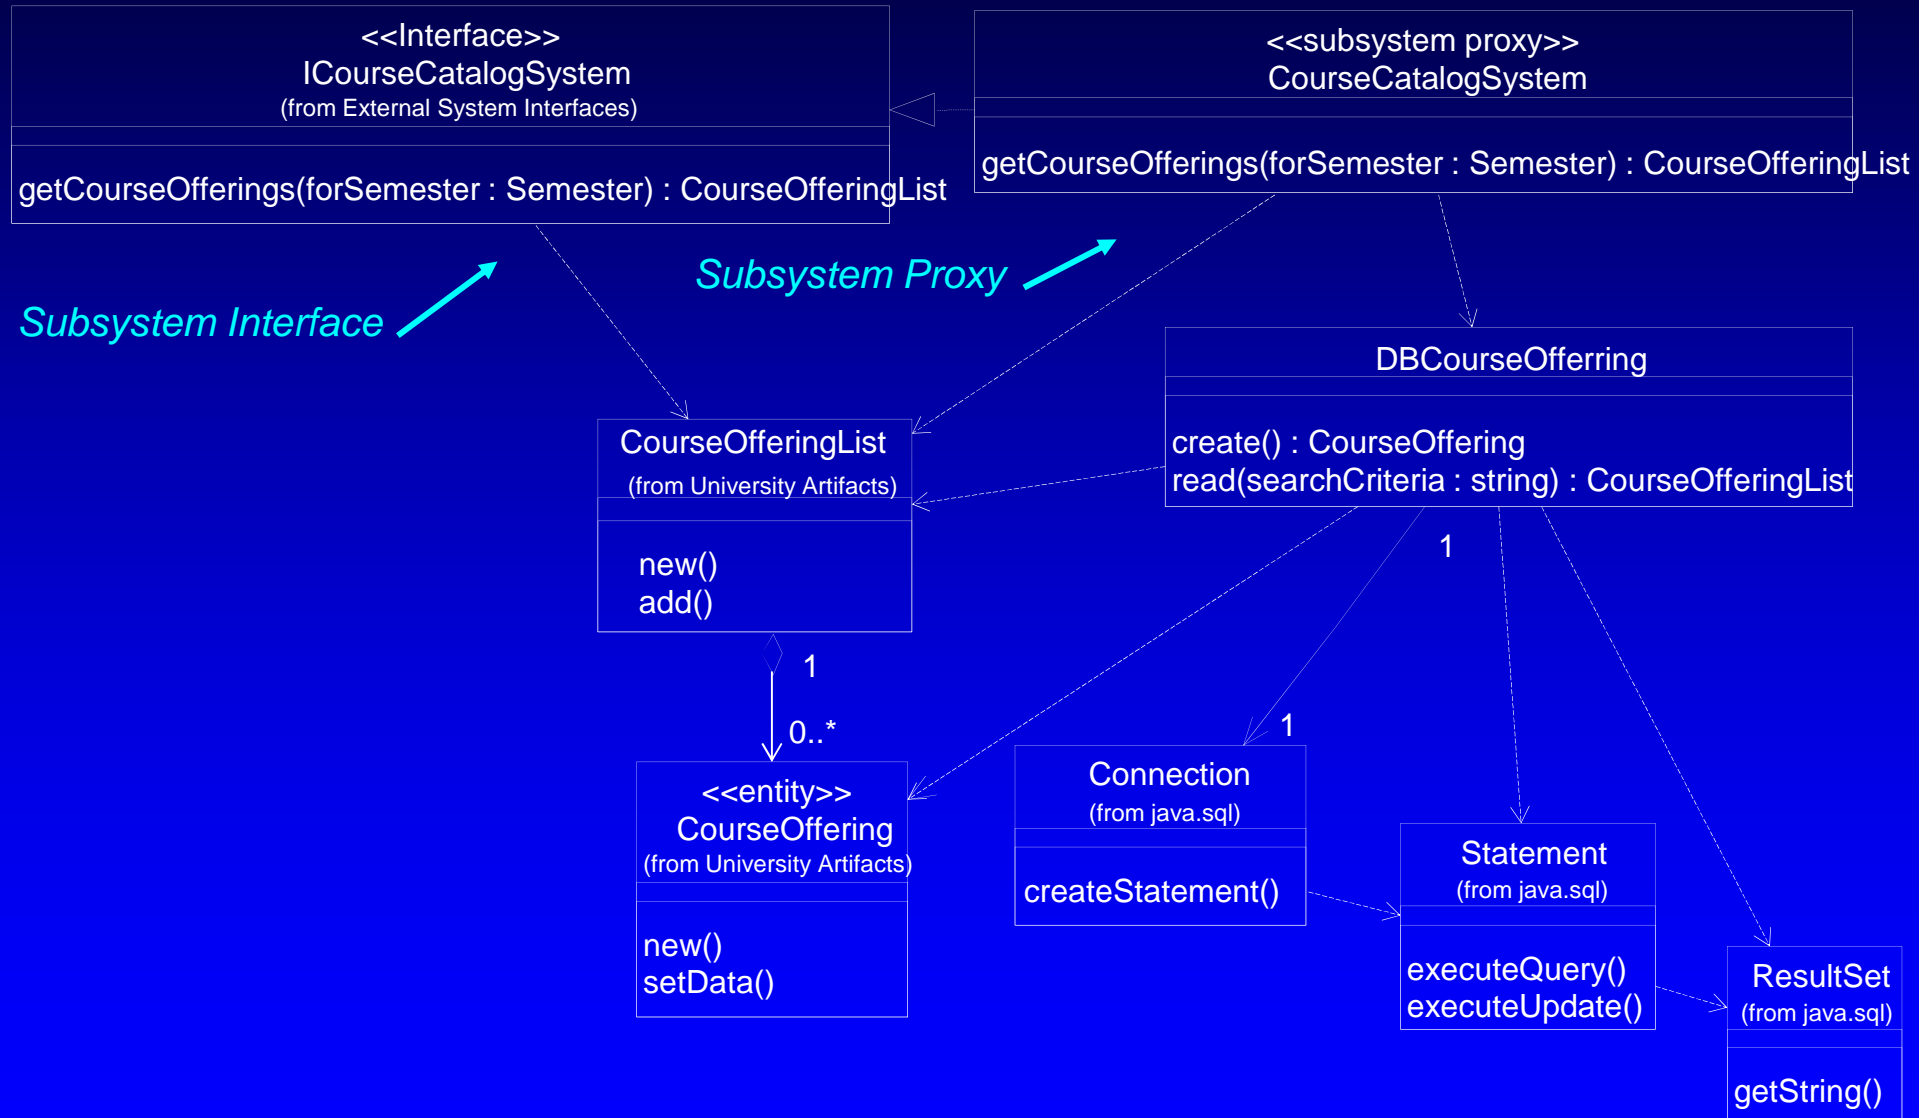 <<Interface>>
ICourseCatalogSystem
(from External System Interfaces)
getCourseOfferings(forSemester : Semester) : CourseOfferingList
<<subsystem proxy>>
CourseCatalogSystem
getCourseOfferings(forSemester : Semester) : CourseOfferingList
Subsystem Proxy
Subsystem Interface
DBCourseOfferring
create() : CourseOffering
read(searchCriteria : string) : CourseOfferingList
CourseOfferingList
(from University Artifacts)
new()
add()
1
0..*
1
1
<<entity>>
CourseOffering
(from University Artifacts)
new()
setData()
Connection
(from java.sql)
createStatement()
Statement
(from java.sql)
executeQuery()
executeUpdate()
ResultSet
(from java.sql)
getString()